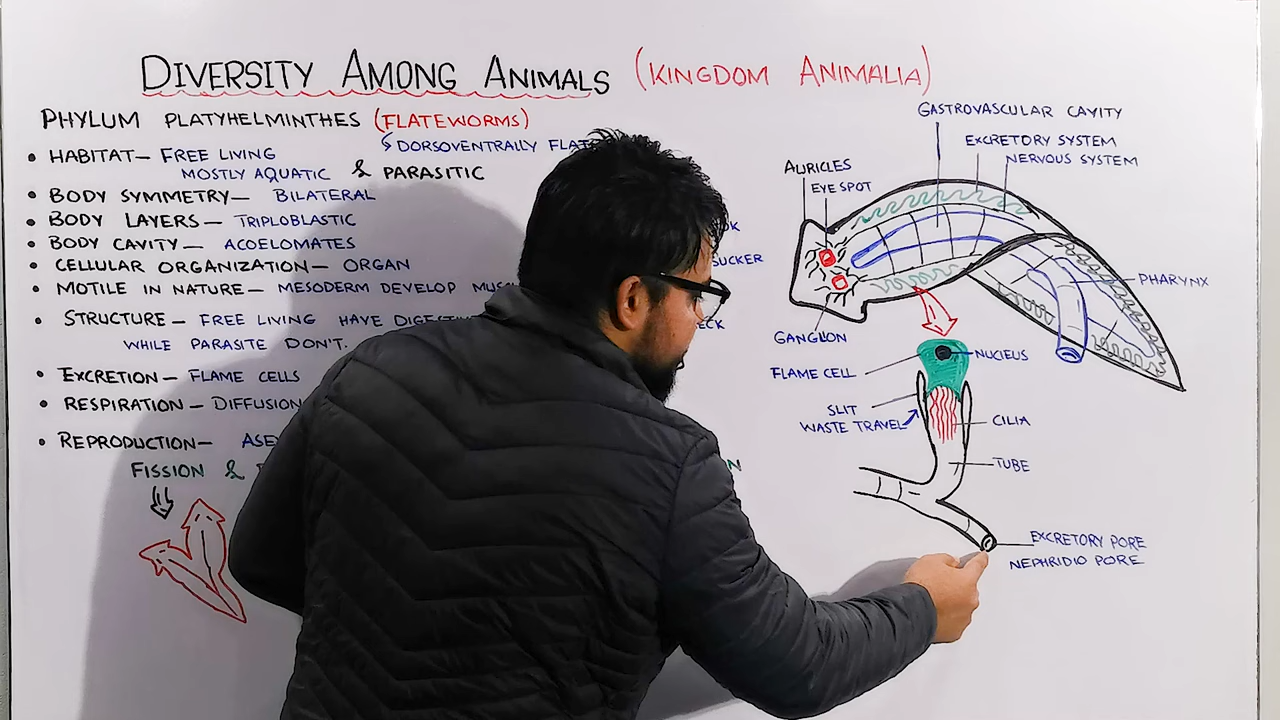 DIVERSITY AMONG ANIMALS (KINGDOM ANIMALIA)
PHYLUM PLATYHELMINTHES (FLATEWORMS)
DORSOVENTRALLY
• HABITAT— FREE LIVING
MOSTLY AQUATIC & PARASITIC
• BODY SYMMETRY— BILATERAL
• BODY LAYERS— TRIPLOBLASTIC
• BODY CAVITY— ACOELOMATES
• CELLULAR ORGANIZATION— ORGAN
SUCKER
• MOTILE IN NATURE— MESODERM DEVELOP
• STRUCTURE— FREE LIVING HAVE
WHILE PARASITE DON'T.
• EXCRETION— FLAME CELLS
• RESPIRATION— DIFFUSION
• REPRODUCTION—
FISSION &
GASTROVASCULAR CAVITY
EXCRETORY SYSTEM
NERVOUS SYSTEM
AURICLES
EYE SPOT
PHARYNX
GANGLION
NUCLEUS
FLAME CELL
SLIT
WASTE TRAVEL
CILIA
TUBE
EXCRETORY PORE
NEPHRIDIO PORE